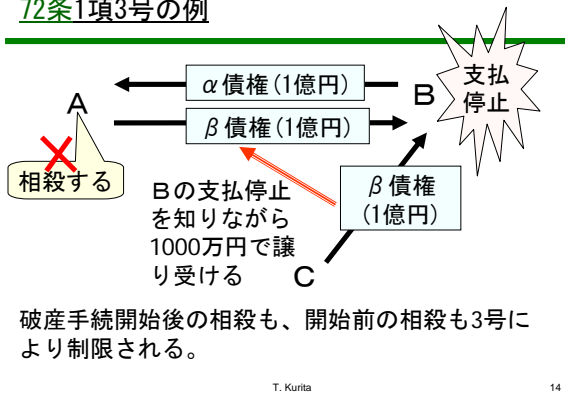 72条1項3号の例
α債権(1億円)
B
支払
停止
A
β債権(1億円)
相殺する
Bの支払停止
を知りながら
1000万円で譲
り受ける
β債権
(1億円)
C
破産手続開始後の相殺も、開始前の相殺も3号に
より制限される。
T. Kurita
14